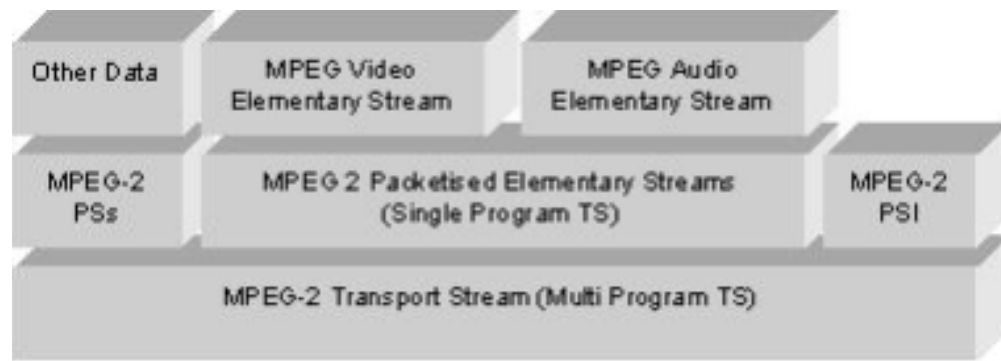 Other Data
MPEG Video
Elementary Stream
MPEG Audio
Elementary Stream
MPEG-2
PSs
MPEG 2 Packetised Elementary Streams
(Single Program TS)
MPEG-2
PSI
MPEG-2 Transport Stream (Multi Program TS)